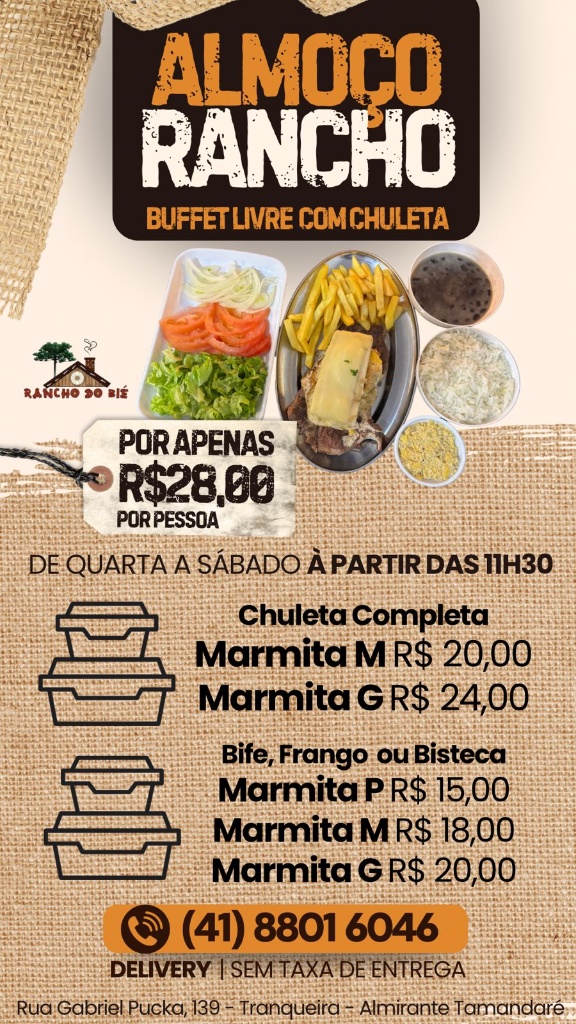 ALMOÇO
RANCHO
BUFFET LIVRE COM CHULETA
RANCHO DO BIÉ
POR APENAS
R$28,00
POR PESSOA
DE QUARTA A SÁBADO À PARTIR DAS 11H30
Chuleta Completa
Marmita M R$ 20,00
Marmita G R$ 24,00
Bife, Frango ou Bisteca
Marmita P R$ 15,00
Marmita M R$ 18,00
Marmita G R$ 20,00
(41) 8801 6046
DELIVERY | SEM TAXA DE ENTREGA
Rua Gabriel Pucka, 139 - Tranqueira - Almirante Tamandaré